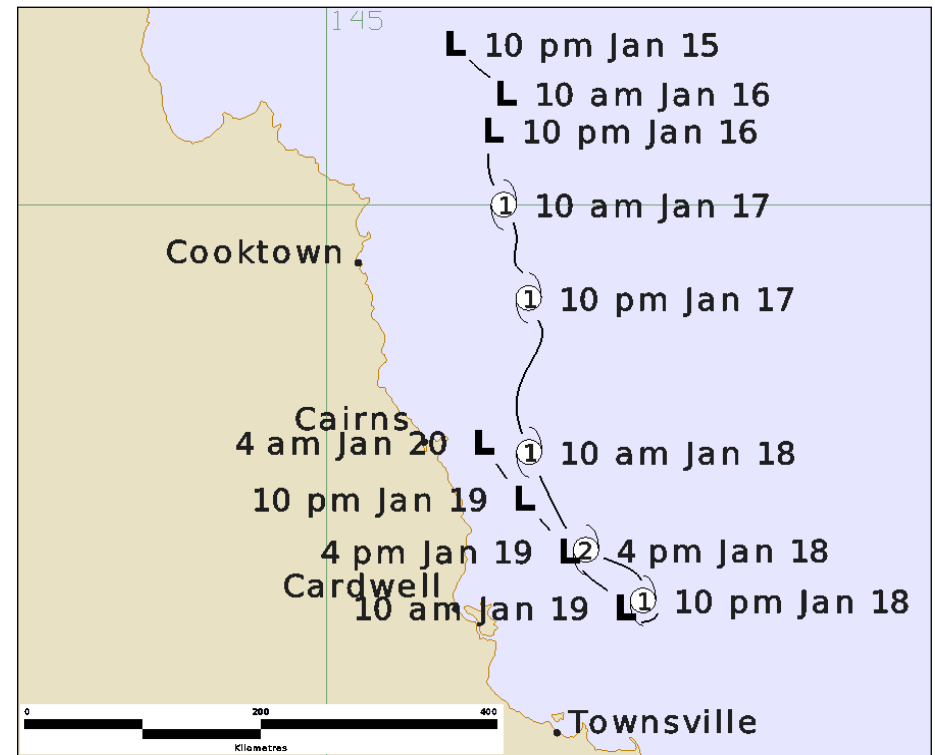 145
L 10 pm Jan 15
L 10 am Jan 16
L 10 pm Jan 16
1 10 am Jan 17
Cooktown
1 10 pm Jan 17
Cairns
4 am Jan 20 L
1 10 am Jan 18
10 pm Jan 19 L
4 pm Jan 19 L
2 4 pm Jan 18
Cardwell
10 am Jan 19 L
1 10 pm Jan 18
0 200 400
Kilometres
Townsville